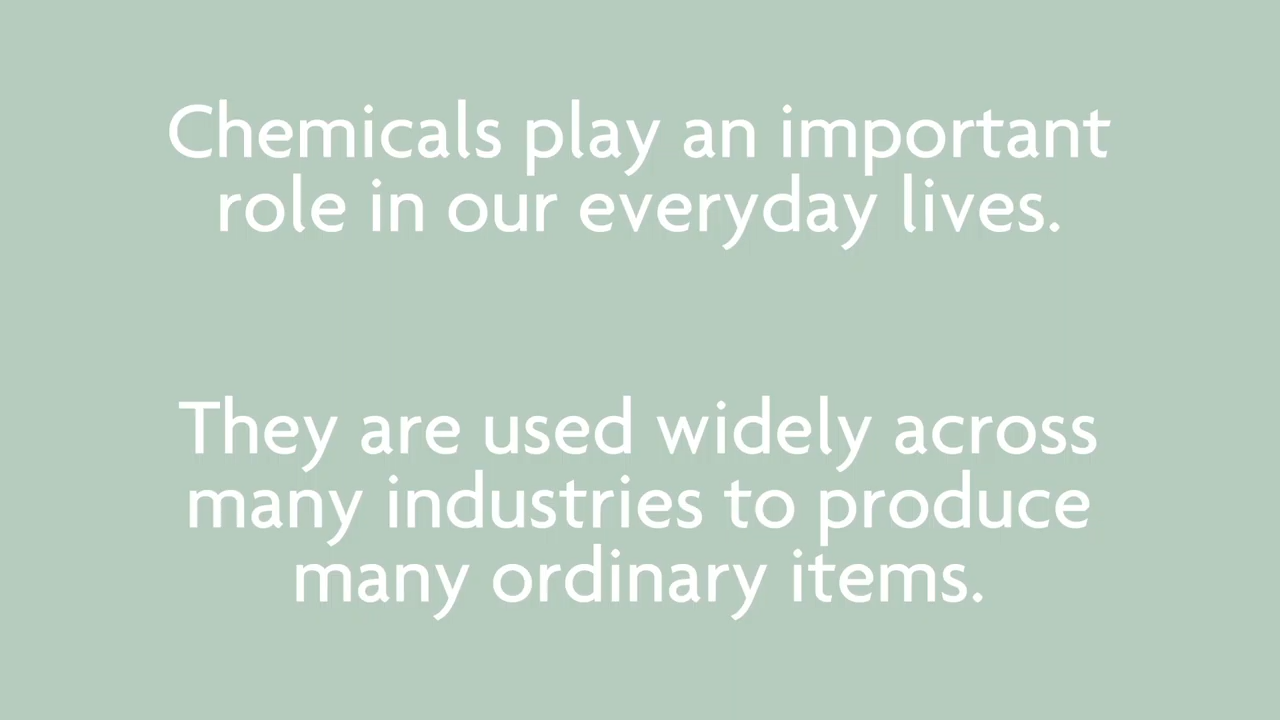 Chemicals play an important
role in our everyday lives.
They are used widely across
many industries to produce
many ordinary items.